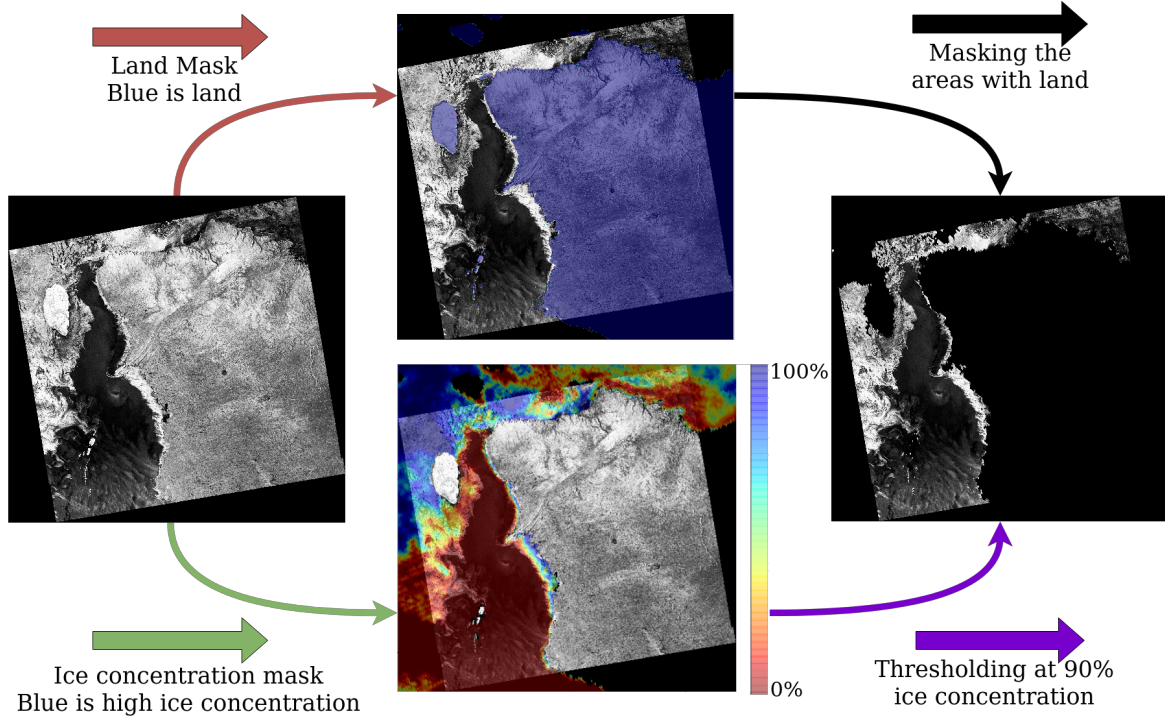 Land Mask
Blue is land
Masking the
areas with land
100%
0%
Ice concentration mask
Blue is high ice concentration
Thresholding at 90%
ice concentration